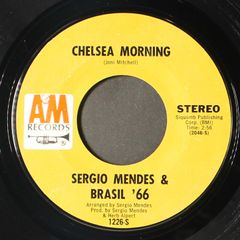 CHELSEA MORNING
(Joni Mitchell)
A&M
RECORDS
STEREO
Siquomb Publishing
Corp. (BMI)
Time: 2:56
(2046-S)
SERGIO MENDES &
BRASIL '66
Arranged by Sergio Mendes
Prod. by Sergio Mendes
& Herb Alpert
1226-S